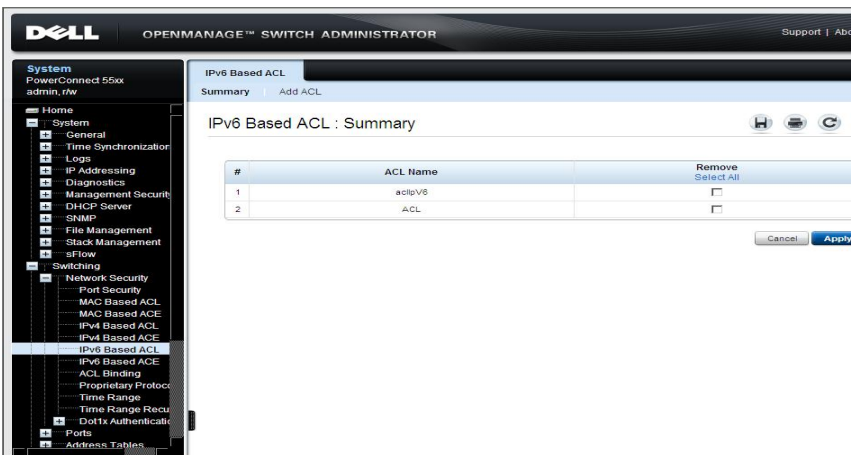 DELL OPENMANAGE™ SWITCH ADMINISTRATOR Support | Abo
System
PowerConnect 55xx
admin, r/w
Home
System
General
Time Synchronization
Logs
IP Addressing
Diagnostics
Management Securit
DHCP Server
SNMP
File Management
Stack Management
sFlow
Switching
Network Security
Port Security
MAC Based ACL
MAC Based ACE
IPv4 Based ACL
IPv4 Based ACE
IPv6 Based ACL
IPv6 Based ACE
ACL Binding
Proprietary Protoco
Time Range
Time Range Recu
Dot1x Authenticatio
Ports
Address Tables
IPv6 Based ACL
Summary Add ACL
IPv6 Based ACL : Summary
# ACL Name Remove
Select All
1 aclIpV6
2 ACL
Cancel Apply